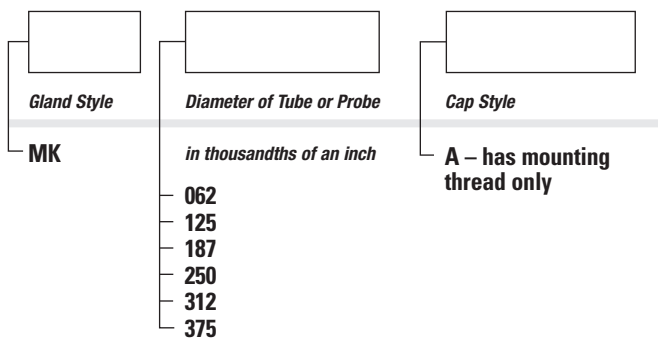 Gland Style
Diameter of Tube or Probe
Cap Style
MK
in thousandths of an inch
A – has mounting
thread only
062
125
187
250
312
375